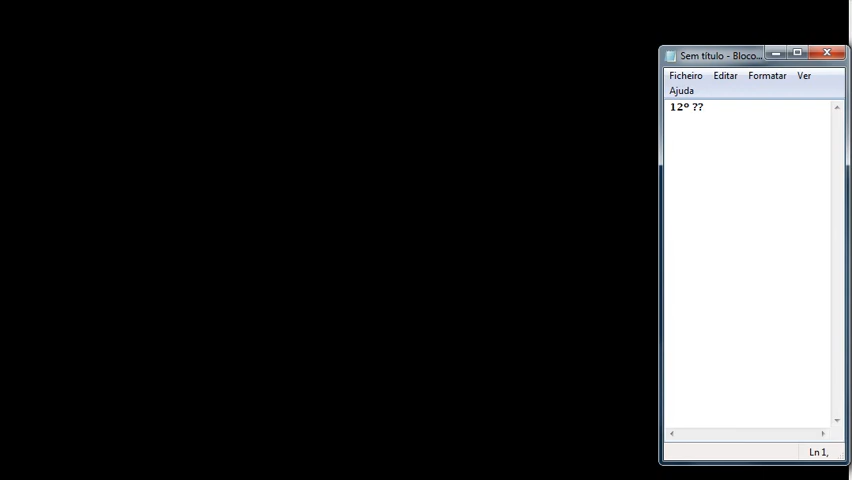 Sem título - Bloco...
Ficheiro Editar Formatar Ver
Ajuda
12º ??
Ln 1,